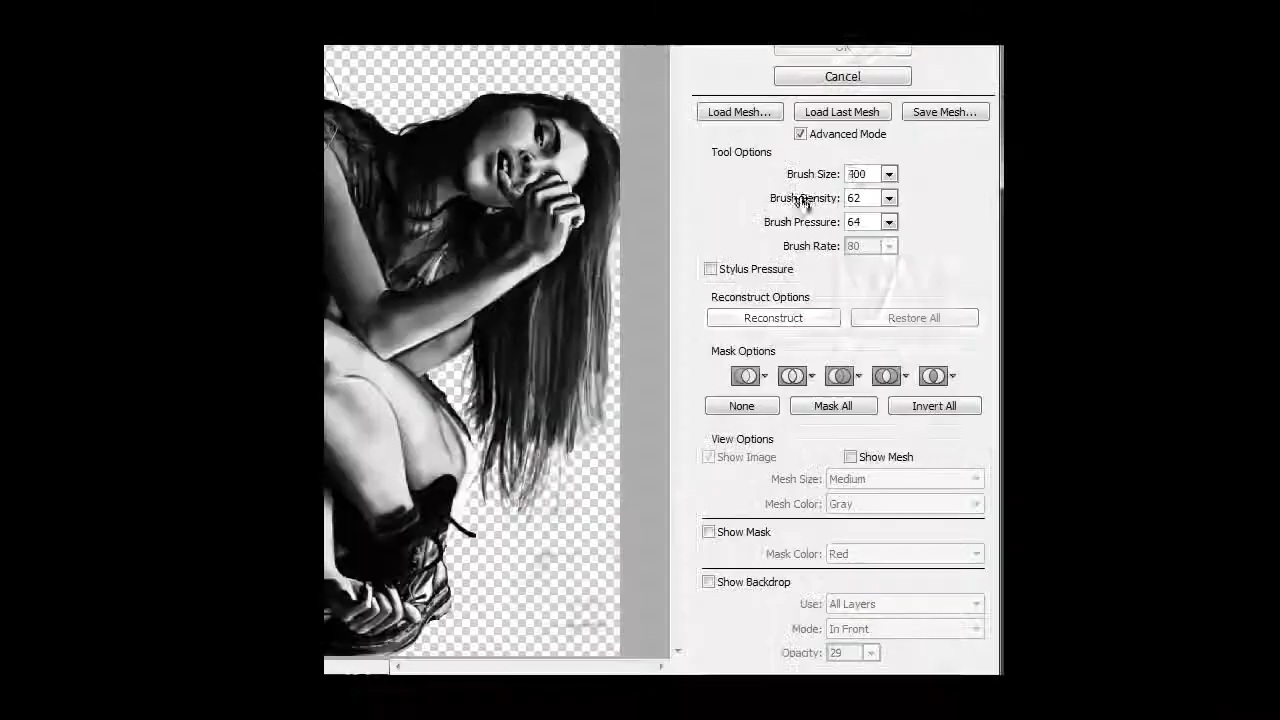 OK
Cancel
Load Mesh... Load Last Mesh Save Mesh...
Advanced Mode
Tool Options
Brush Size: 400
Brush Density: 62
Brush Pressure: 64
Brush Rate: 80
Stylus Pressure
Reconstruct Options
Reconstruct Restore All
Mask Options
None Mask All Invert All
View Options
Show Image Show Mesh
Mesh Size: Medium
Mesh Color: Gray
Show Mask
Mask Color: Red
Show Backdrop
Use: All Layers
Mode: In Front
Opacity: 29